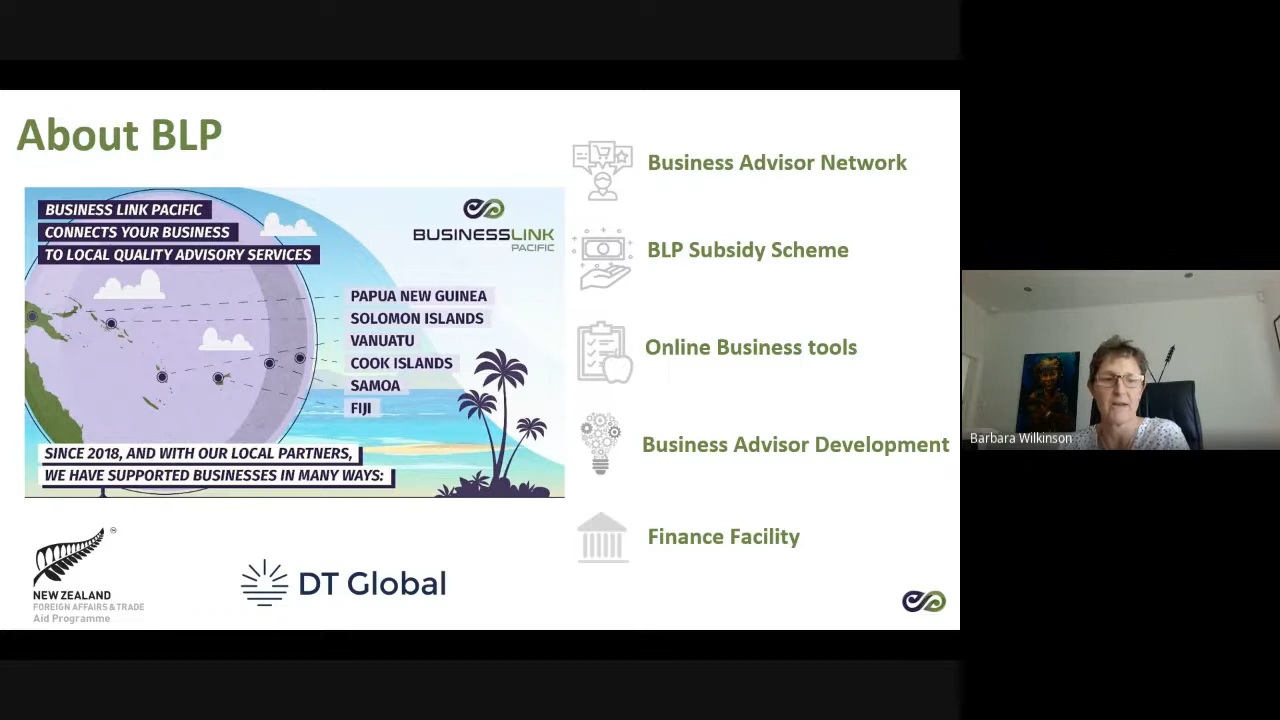 About BLP
BUSINESS LINK PACIFIC
CONNECTS YOUR BUSINESS
TO LOCAL QUALITY ADVISORY SERVICES
BUSINESSLINK
PACIFIC
PAPUA NEW GUINEA
SOLOMON ISLANDS
VANUATU
COOK ISLANDS
SAMOA
FIJI
SINCE 2018, AND WITH OUR LOCAL PARTNERS,
WE HAVE SUPPORTED BUSINESSES IN MANY WAYS:
Business Advisor Network
BLP Subsidy Scheme
Online Business tools
Business Advisor Development
Finance Facility
NEW ZEALAND
FOREIGN AFFAIRS & TRADE
Aid Programme
DT Global
Barbara Wilkinson